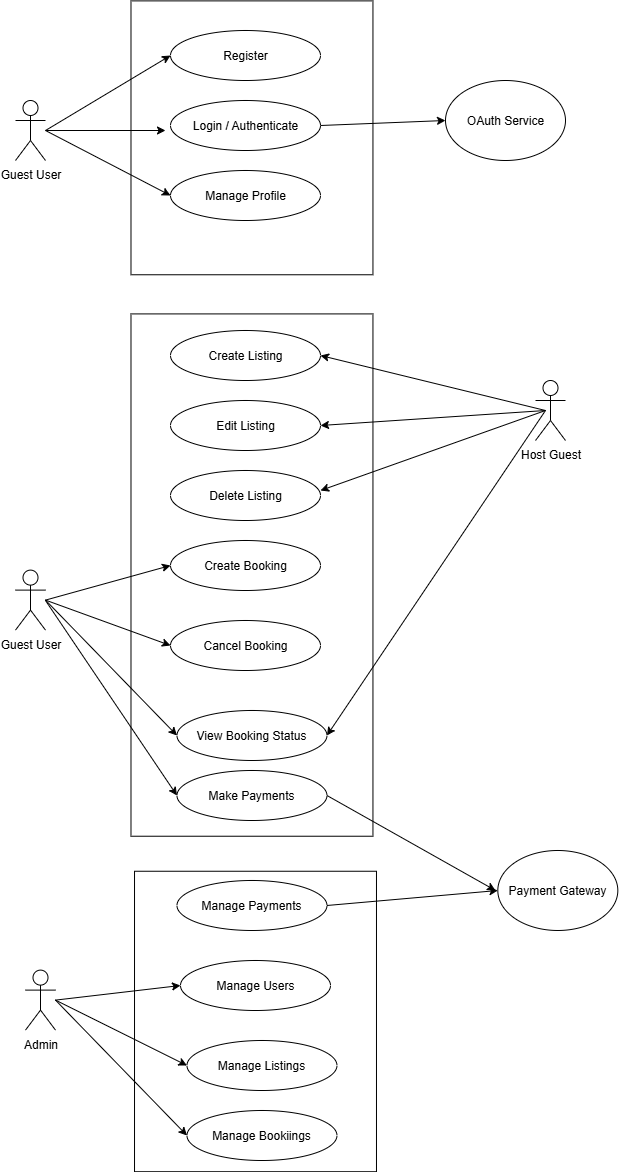 Register
Login / Authenticate
OAuth Service
Guest User
Manage Profile
Create Listing
Edit Listing
Host Guest
Delete Listing
Create Booking
Guest User
Cancel Booking
View Booking Status
Make Payments
Payment Gateway
Manage Payments
Manage Users
Admin
Manage Listings
Manage Bookiings